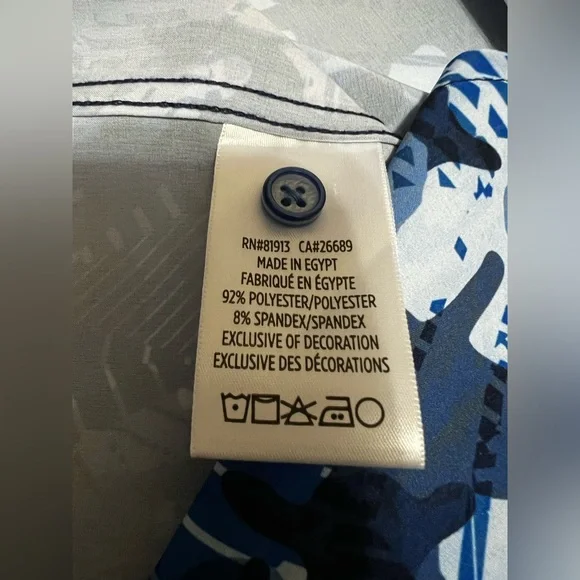 RN#81913 CA#26689
MADE IN EGYPT
FABRIQUÉ EN ÉGYPTE
92% POLYESTER/POLYESTER
8% SPANDEX/SPANDEX
EXCLUSIVE OF DECORATION
EXCLUSIVE DES DÉCORATIONS